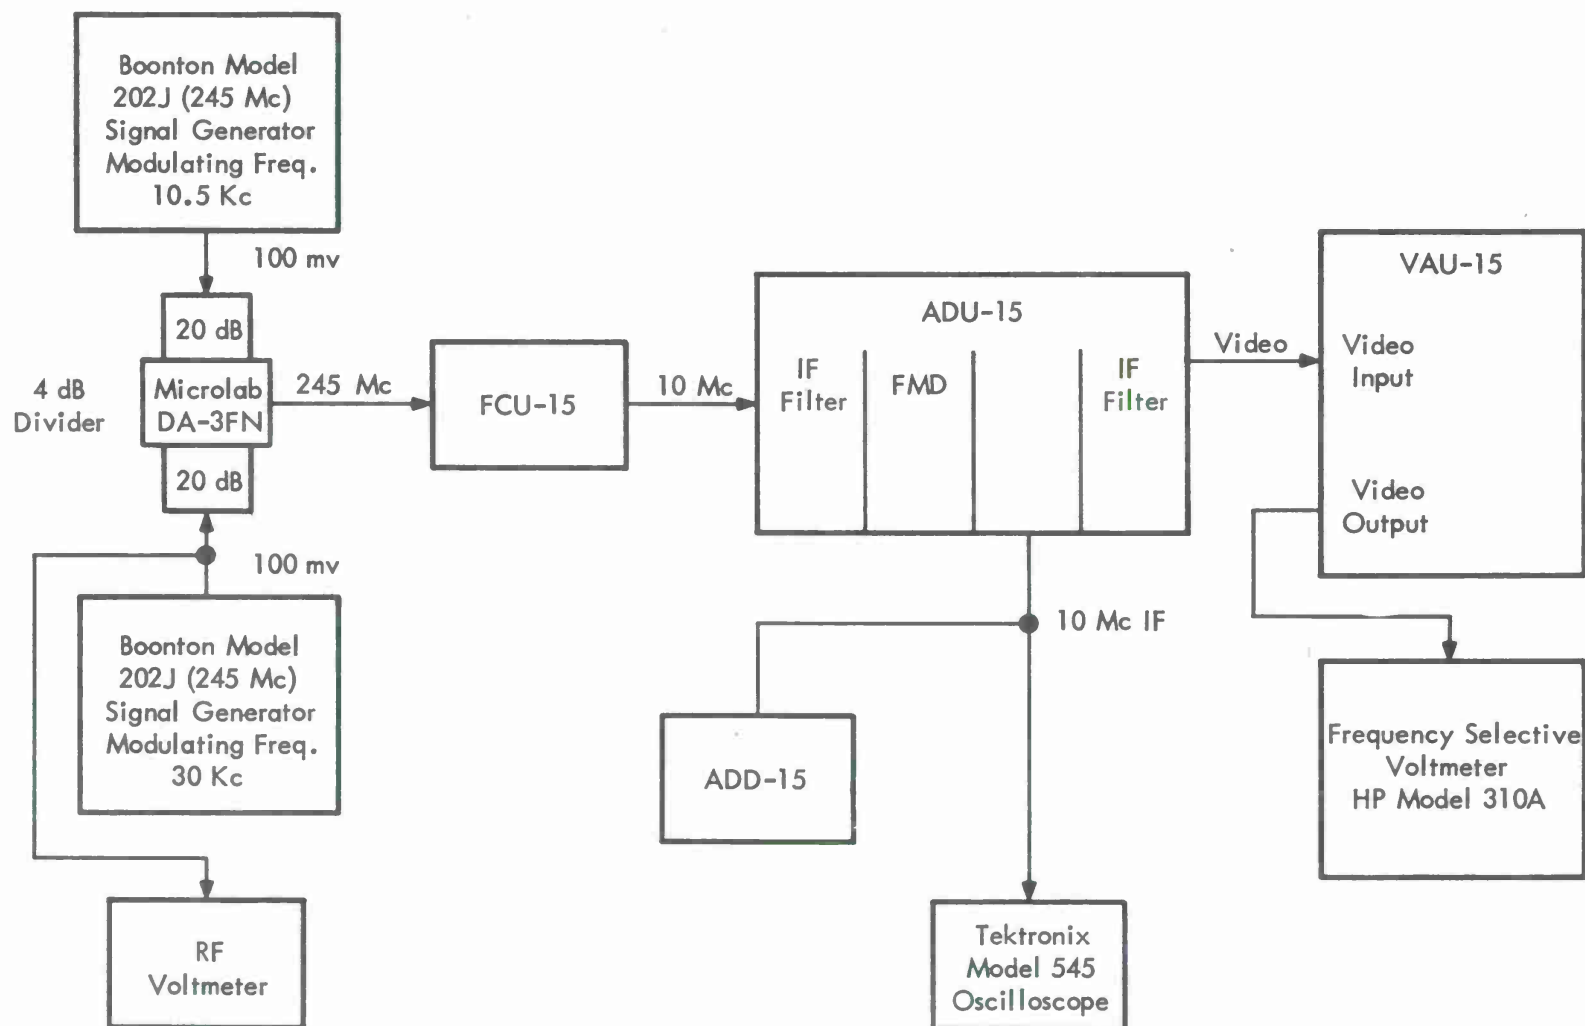 Boonton Model
202J (245 Mc)
Signal Generator
Modulating Freq.
10.5 Kc
100 mv
20 dB
4 dB
Divider
Microlab
DA-3FN
20 dB
245 Mc
FCU-15
10 Mc
ADU-15
IF
Filter
FMD
IF
Filter
Video
VAU-15
Video
Input
Video
Output
100 mv
Boonton Model
202J (245 Mc)
Signal Generator
Modulating Freq.
30 Kc
10 Mc IF
ADD-15
Frequency Selective
Voltmeter
HP Model 310A
RF
Voltmeter
Tektronix
Model 545
Oscilloscope